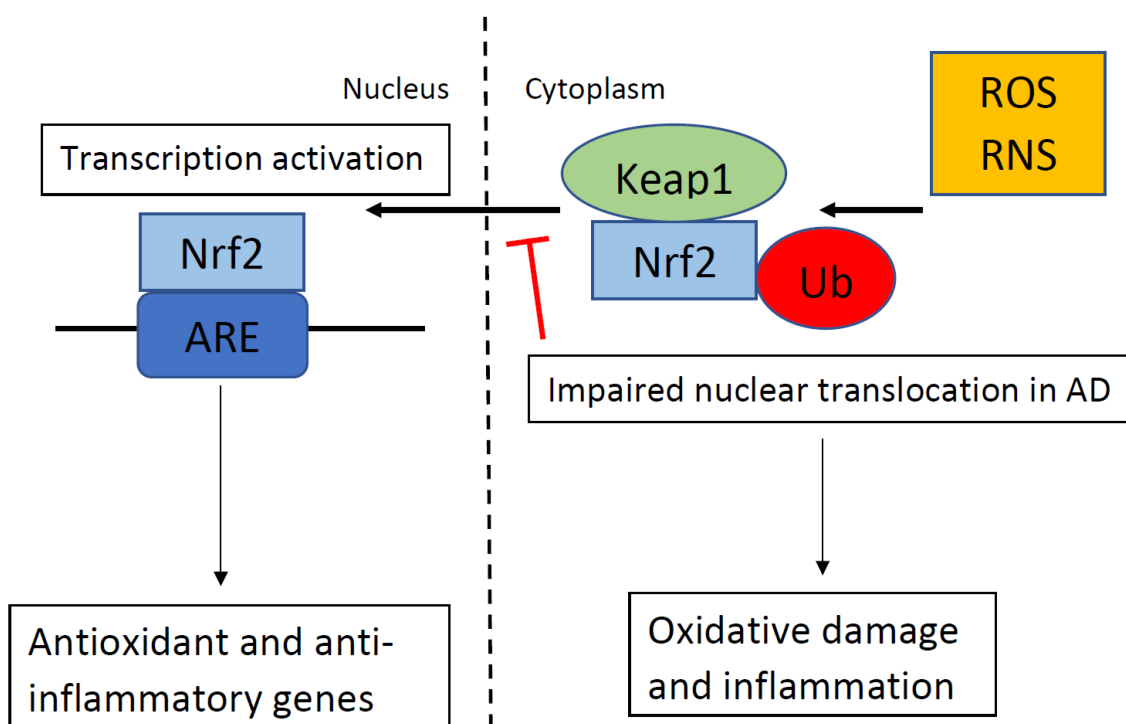 Nucleus
Cytoplasm
ROS
RNS
Transcription activation
Keap1
Nrf2
Nrf2
Ub
ARE
Impaired nuclear translocation in AD
Antioxidant and anti-
inflammatory genes
Oxidative damage
and inflammation